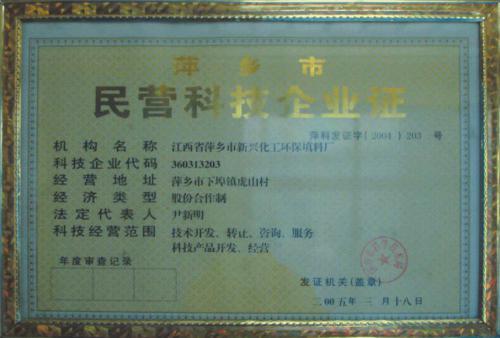 萍乡市
民营科技企业证
萍科发证字(2004)203 号
机构名称 江西省萍乡市新兴化工环保填料厂
科技企业代码 360313203
经营地址 萍乡市下埠镇虎山村
经济类型 股份合作制
法定代表人 尹新明
科技经营范围 技术开发、转让、咨询、服务
科技产品开发、经营
年度审查记录
发证机关(盖章)
二00五年三月十八日